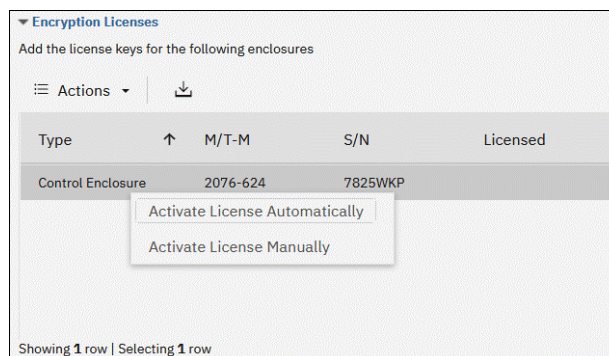 Encryption Licenses
Add the license keys for the following enclosures
Actions
Type M/T-M S/N Licensed
Control Enclosure 2076-624 7825WKP
Activate License Automatically
Activate License Manually
Showing 1 row | Selecting 1 row